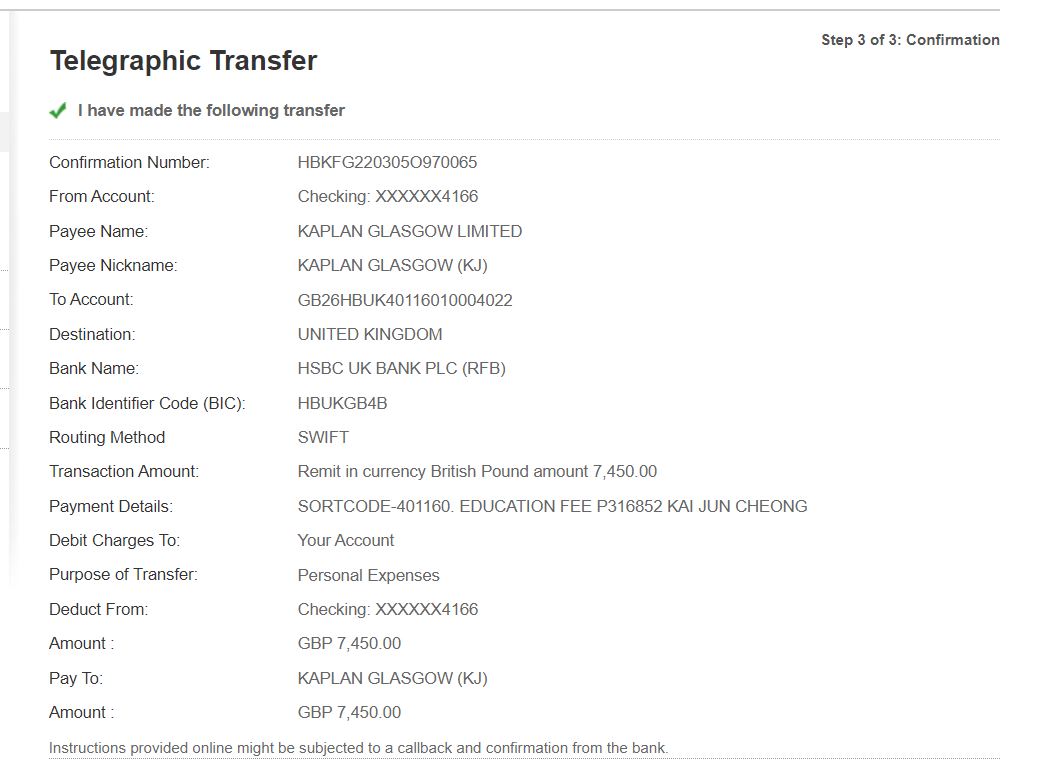 Step 3 of 3: Confirmation
Telegraphic Transfer
I have made the following transfer
Confirmation Number: HBKFG220305O970065
From Account: Checking: XXXXXX4166
Payee Name: KAPLAN GLASGOW LIMITED
Payee Nickname: KAPLAN GLASGOW (KJ)
To Account: GB26HBUK40116010004022
Destination: UNITED KINGDOM
Bank Name: HSBC UK BANK PLC (RFB)
Bank Identifier Code (BIC): HBUKGB4B
Routing Method SWIFT
Transaction Amount: Remit in currency British Pound amount 7,450.00
Payment Details: SORTCODE-401160. EDUCATION FEE P316852 KAI JUN CHEONG
Debit Charges To: Your Account
Purpose of Transfer: Personal Expenses
Deduct From: Checking: XXXXXX4166
Amount : GBP 7,450.00
Pay To: KAPLAN GLASGOW (KJ)
Amount : GBP 7,450.00
Instructions provided online might be subjected to a callback and confirmation from the bank.